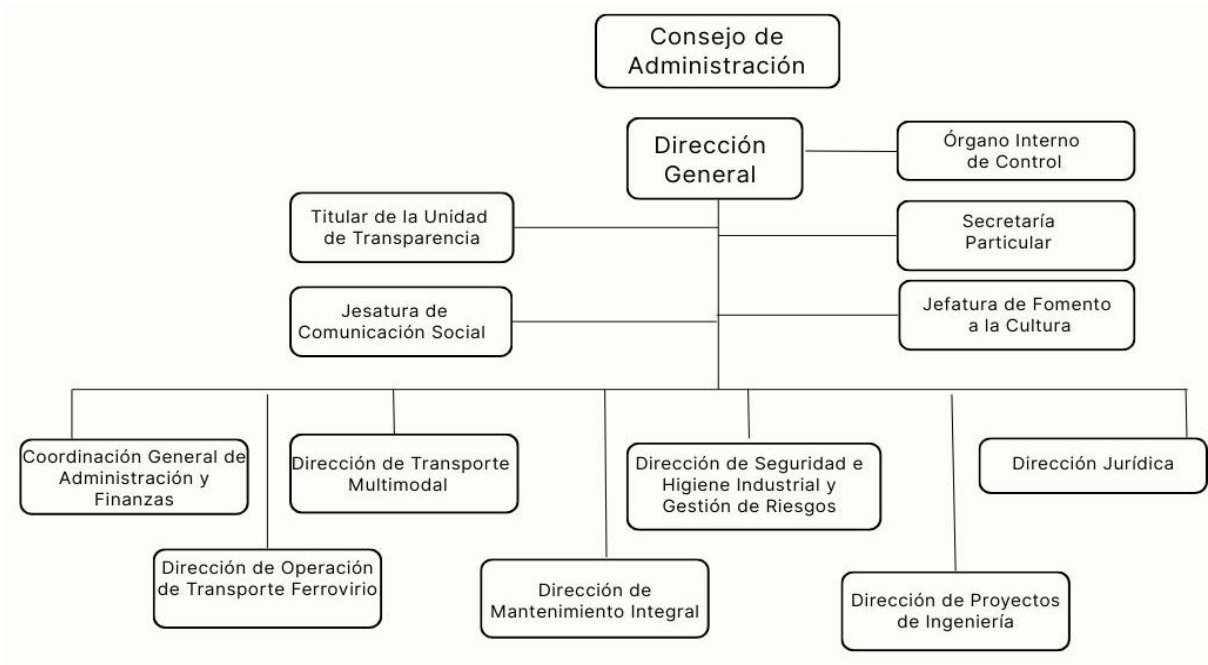 Consejo de
Administración
Dirección
General
Órgano Interno
de Control
Titular de la Unidad
de Transparencia
Secretaría
Particular
Jesatura de
Comunicación Social
Jefatura de Fomento
a la Cultura
Coordinación General de
Administración y
Finanzas
Dirección de Transporte
Multimodal
Dirección de Seguridad e
Higiene Industrial y
Gestión de Riesgos
Dirección Jurídica
Dirección de Operación
de Transporte Ferrovirio
Dirección de
Mantenimiento Integral
Dirección de Proyectos
de Ingeniería